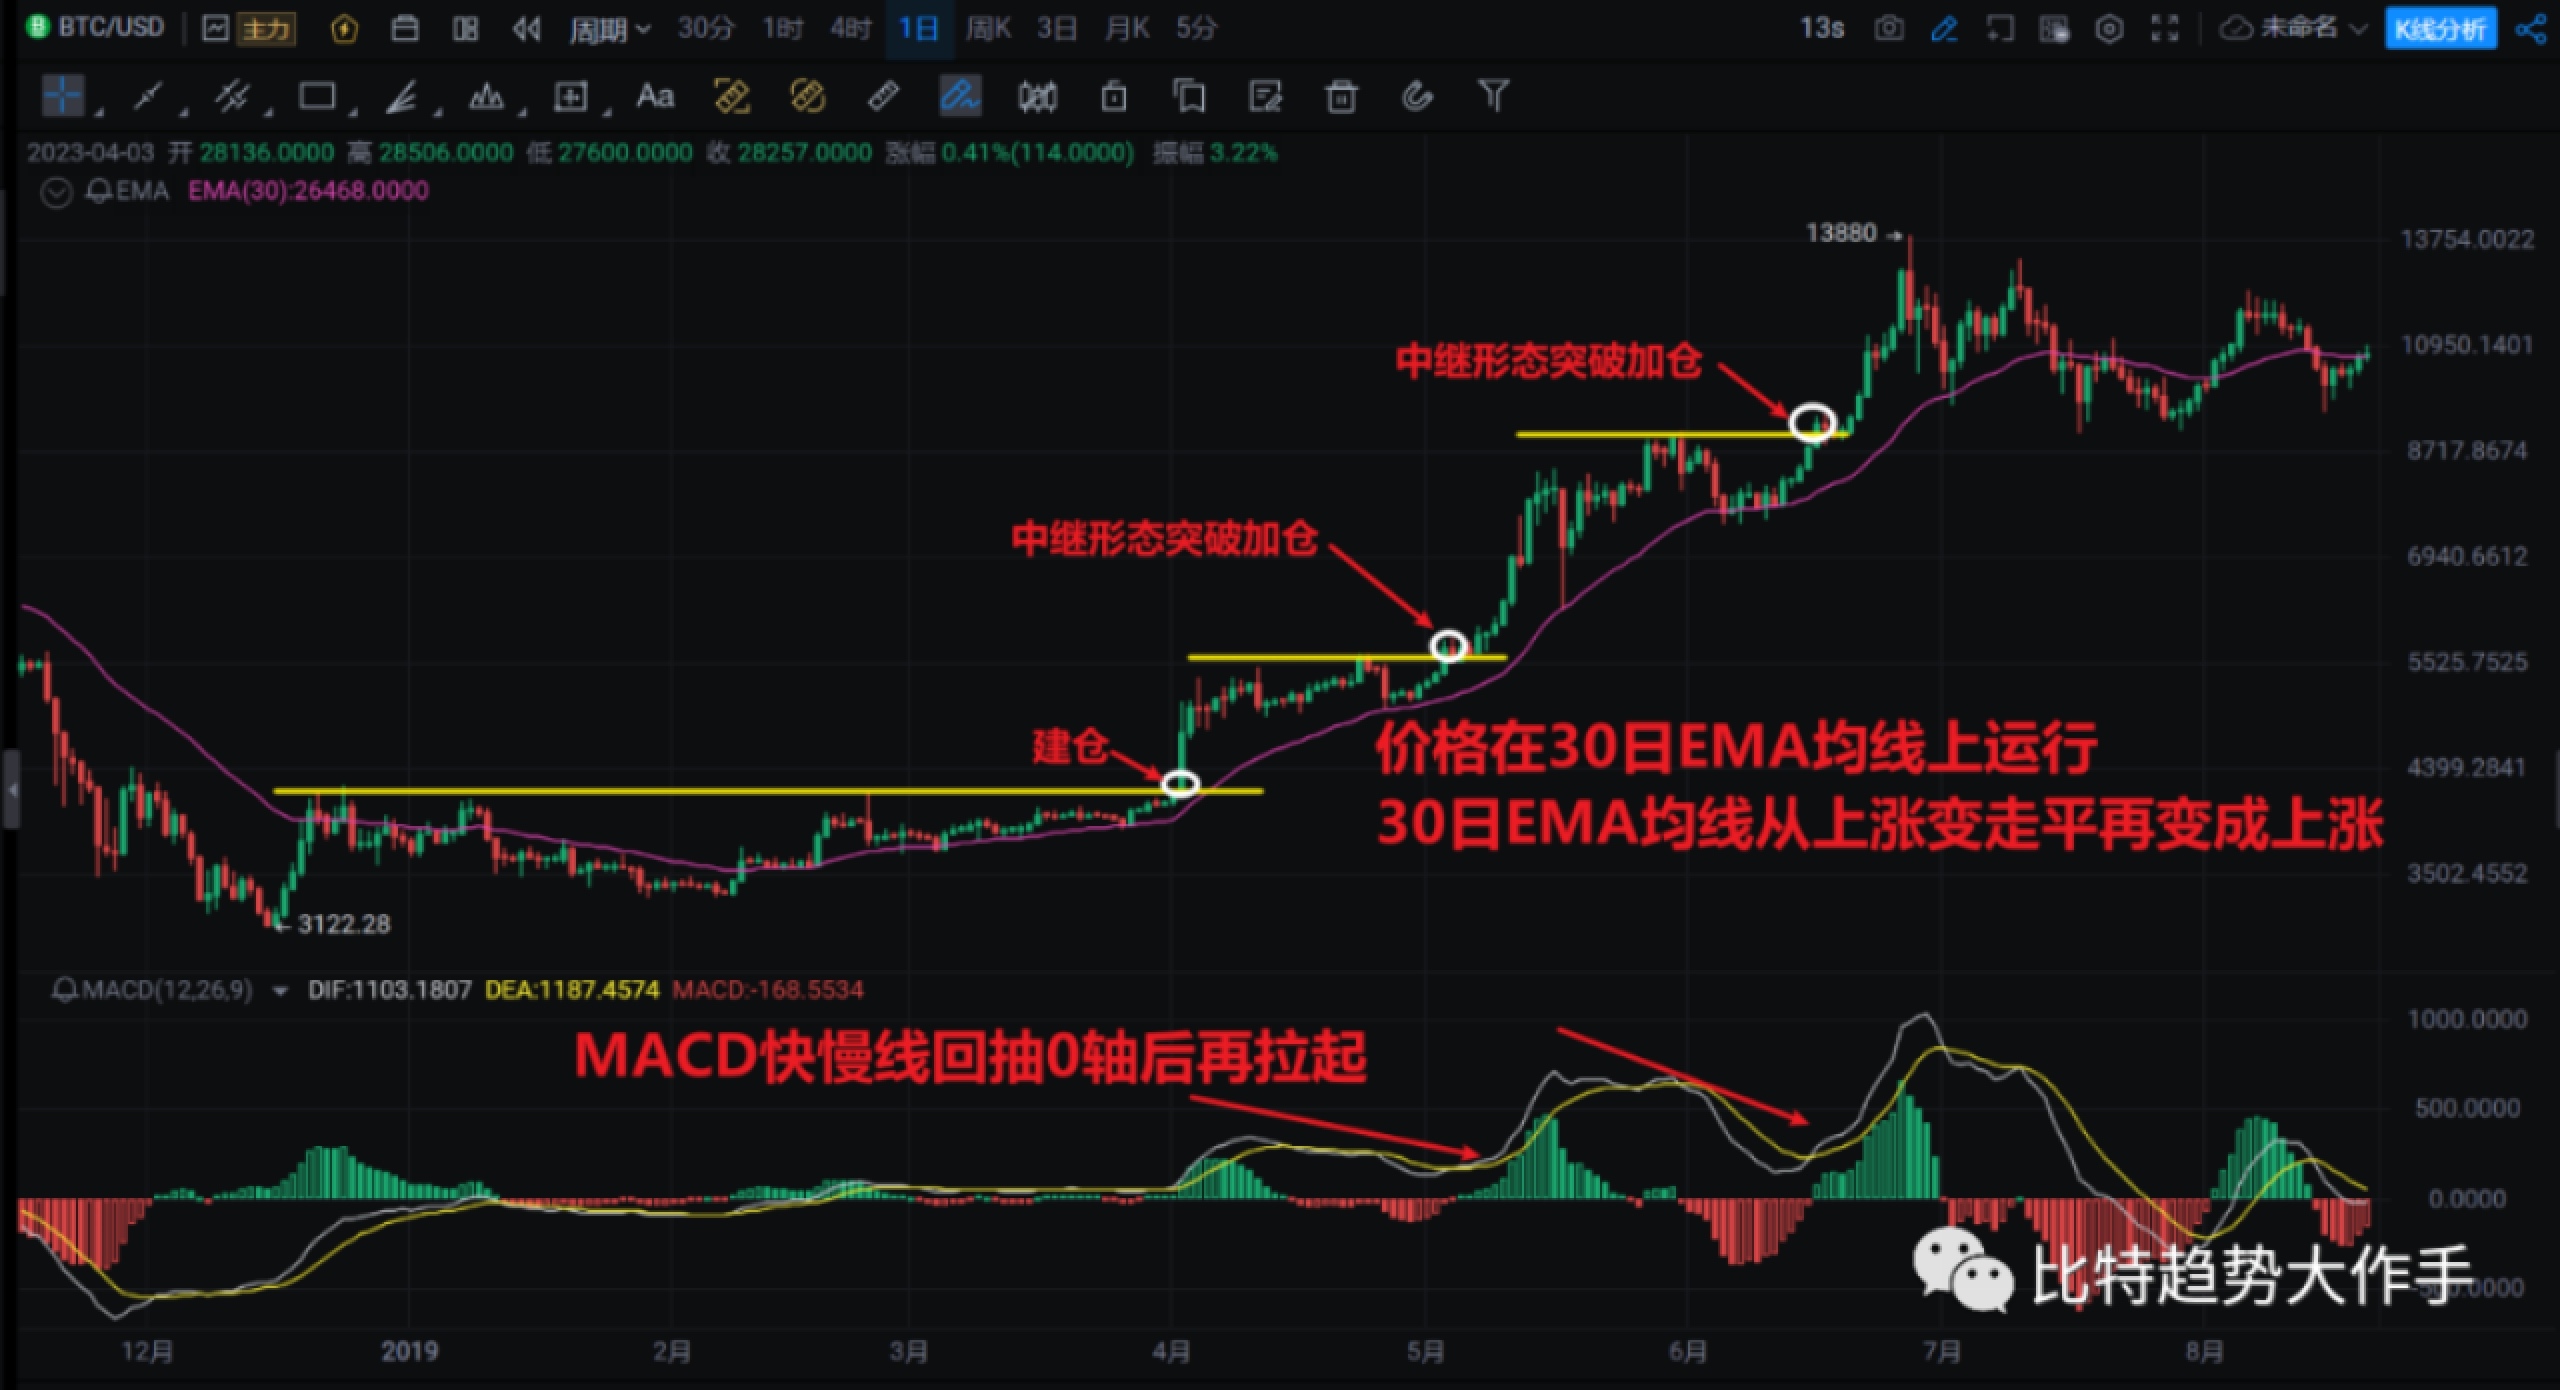 BTC/USD 主力 周期 30分 1时 4时 1日 周K 3日 月K 5分 13s 未命名 K线分析
Aa
2023-04-03 开 28136.0000 高 28506.0000 低 27600.0000 收 28257.0000 涨幅 0.41%(114.0000) 振幅 3.22%
EMA EMA(30):26468.0000
13880
13754.0022
10950.1401
中继形态突破加仓
8717.8674
中继形态突破加仓
6940.6612
5525.7525
建仓
价格在30日EMA均线上运行
4399.2841
30日EMA均线从上涨变走平再变成上涨
3502.4552
3122.28
MACD(12,26,9) DIF:1103.1807 DEA:1187.4574 MACD:-168.5534
1000.0000
MACD快慢线回抽0轴后再拉起
500.0000
0.0000
比特趋势大作手
-500.0000
12月 2019 2月 3月 4月 5月 6月 7月 8月